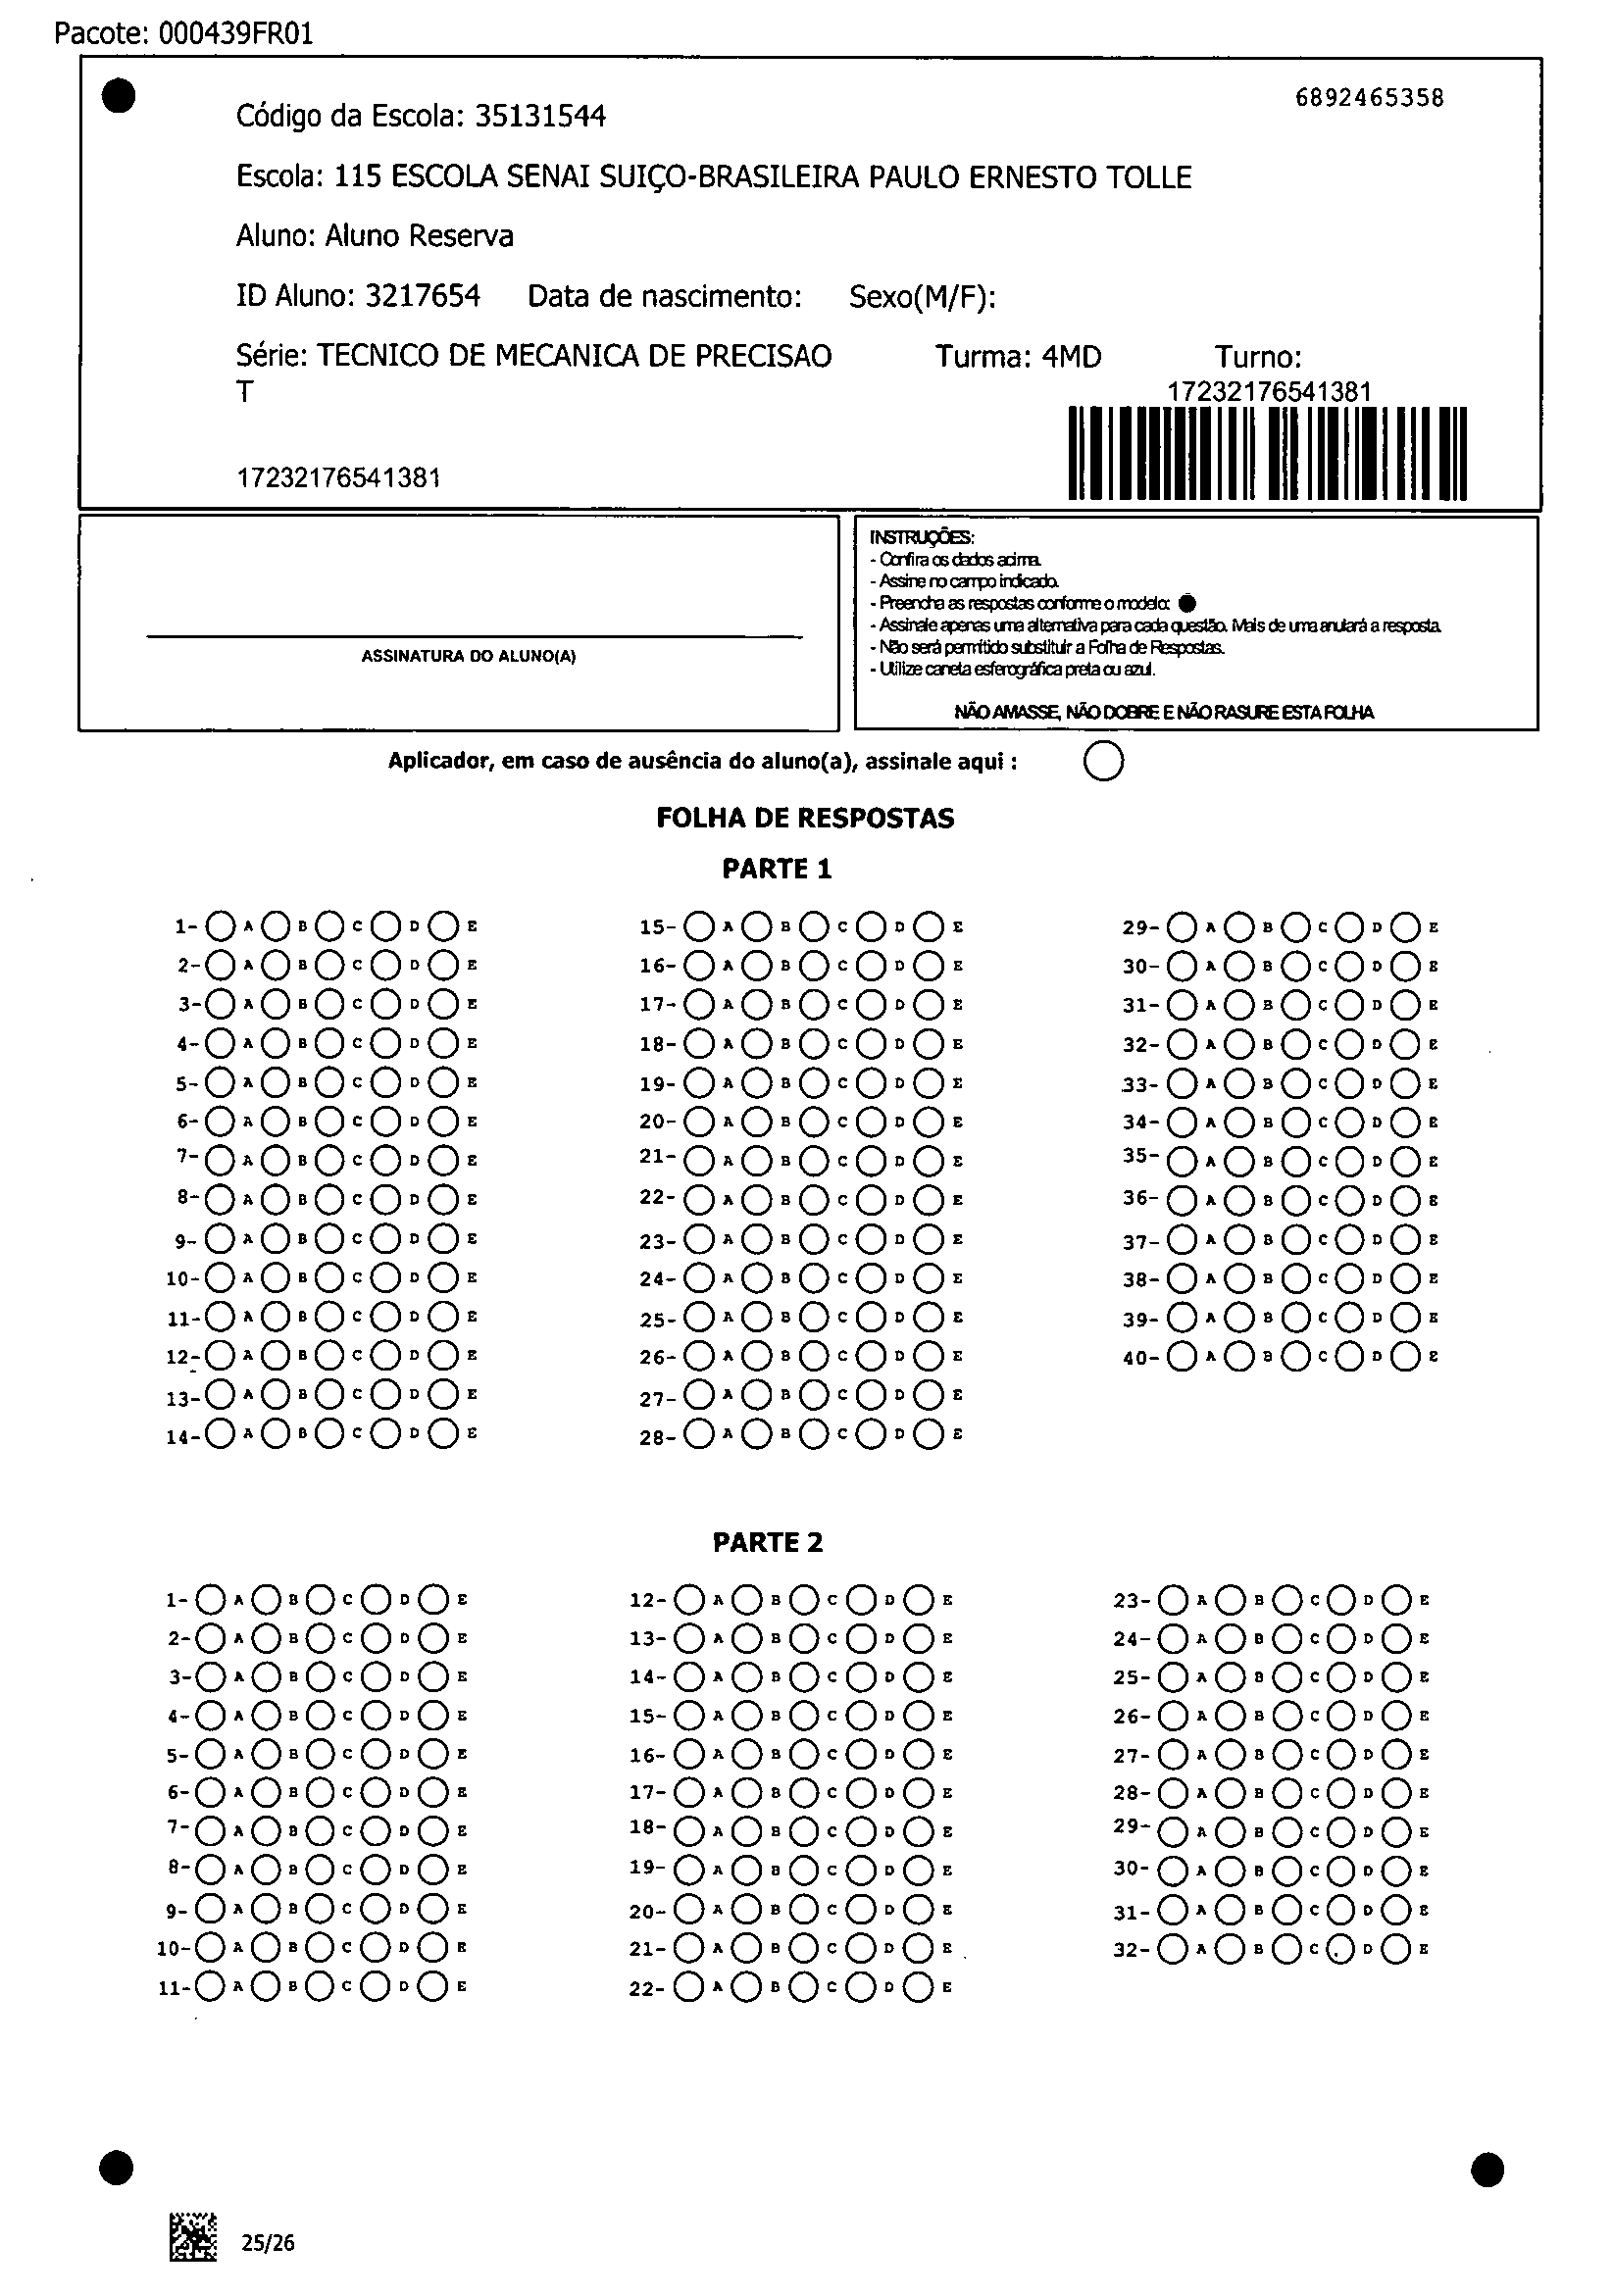 Pacote: 000439FR01
6892465358
Código da Escola: 35131544
Escola: 115 ESCOLA SENAI SUIÇO-BRASILEIRA PAULO ERNESTO TOLLE
Aluno: Aluno Reserva
ID Aluno: 3217654 Data de nascimento: Sexo(M/F):
Série: TECNICO DE MECANICA DE PRECISAO Turma: 4MD Turno:
T
17232176541381
17232176541381
ASSINATURA DO ALUNO(A)
INSTRUÇÕES:
- Confira os dados acima.
- Assine no campo indicado.
- Preencha as respostas conforme o modelo:
- Assinale apenas uma alternativa para cada questão. Mais de uma anulará a resposta.
- Não será permitido substituir a Folha de Respostas.
- Utilize caneta esferográfica preta ou azul.
NÃO AMASSE, NÃO DOBRE E NÃO RASURE ESTA FOLHA
Aplicador, em caso de ausência do aluno(a), assinale aqui :
FOLHA DE RESPOSTAS
PARTE 1
1- A B C D E 15- A B C D E 29- A B C D E
2- A B C D E 16- A B C D E 30- A B C D E
3- A B C D E 17- A B C D E 31- A B C D E
4- A B C D E 18- A B C D E 32- A B C D E
5- A B C D E 19- A B C D E 33- A B C D E
6- A B C D E 20- A B C D E 34- A B C D E
7- A B C D E 21- A B C D E 35- A B C D E
8- A B C D E 22- A B C D E 36- A B C D E
9- A B C D E 23- A B C D E 37- A B C D E
10- A B C D E 24- A B C D E 38- A B C D E
11- A B C D E 25- A B C D E 39- A B C D E
12- A B C D E 26- A B C D E 40- A B C D E
13- A B C D E 27- A B C D E
14- A B C D E 28- A B C D E
PARTE 2
1- A B C D E 12- A B C D E 23- A B C D E
2- A B C D E 13- A B C D E 24- A B C D E
3- A B C D E 14- A B C D E 25- A B C D E
4- A B C D E 15- A B C D E 26- A B C D E
5- A B C D E 16- A B C D E 27- A B C D E
6- A B C D E 17- A B C D E 28- A B C D E
7- A B C D E 18- A B C D E 29- A B C D E
8- A B C D E 19- A B C D E 30- A B C D E
9- A B C D E 20- A B C D E 31- A B C D E
10- A B C D E 21- A B C D E 32- A B C D E
11- A B C D E 22- A B C D E
25/26